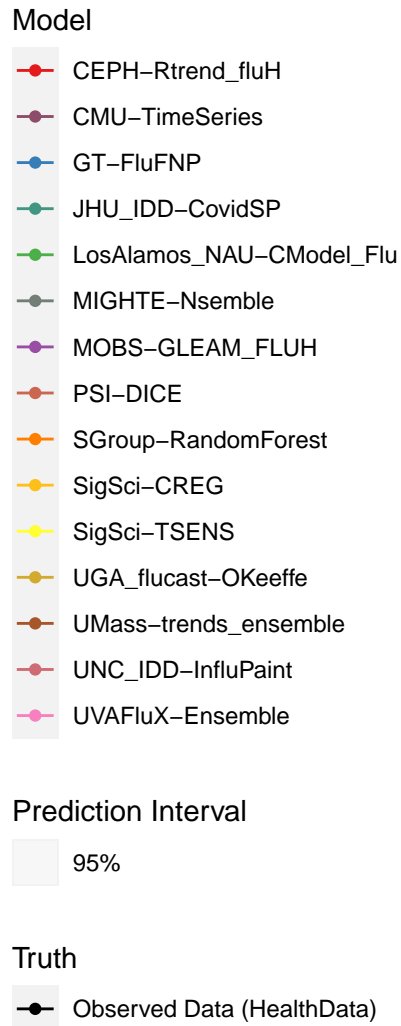 Model
CEPH−Rtrend_fluH
CMU−TimeSeries
GT−FluFNP
JHU_IDD−CovidSP
LosAlamos_NAU−CModel_Flu
MIGHTE−Nsemble
MOBS−GLEAM_FLUH
PSI−DICE
SGroup−RandomForest
SigSci−CREG
SigSci−TSENS
UGA_flucast−OKeeffe
UMass−trends_ensemble
UNC_IDD−InfluPaint
UVAFluX−Ensemble
Prediction Interval
95%
Truth
Observed Data (HealthData)